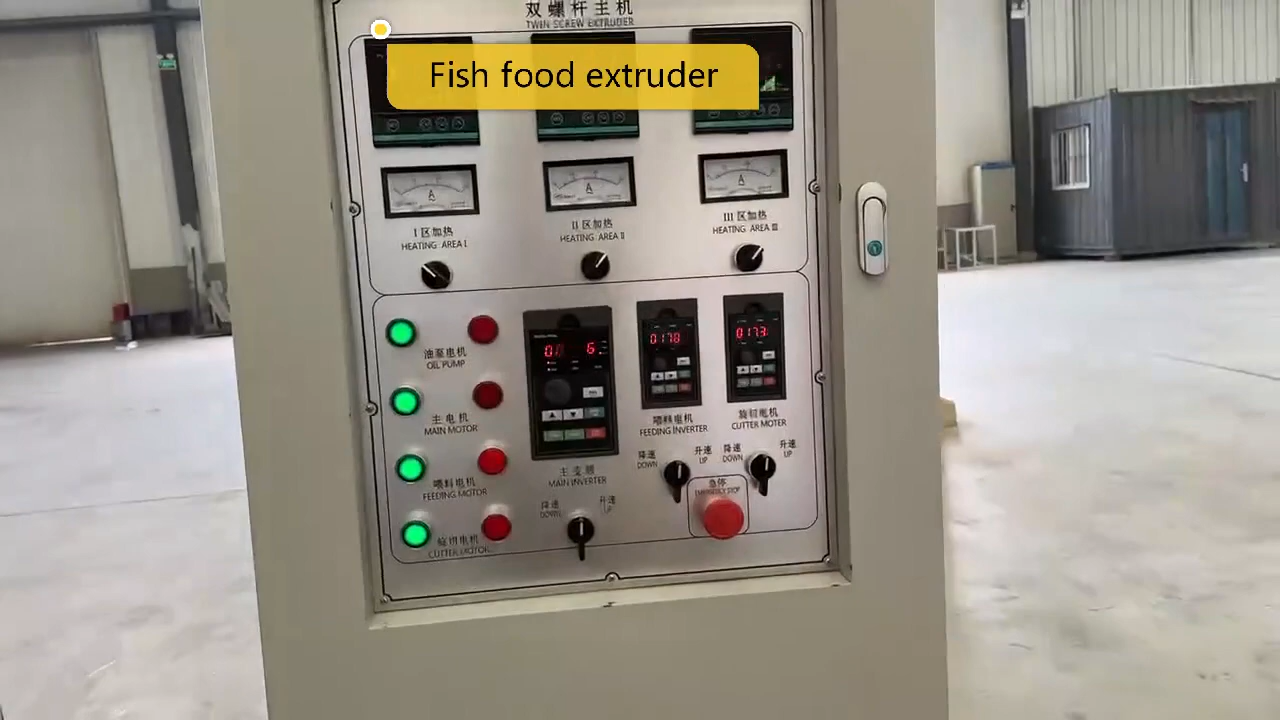 双螺杆主机
TWIN SCREW EXTRUDER
Fish food extruder
A
A
A
I 区加热
HEATING AREA I
II 区加热
HEATING AREA II
III 区加热
HEATING AREA III
油泵电机
OIL PUMP
主电机
MAIN MOTOR
喂料电机
FEEDING MOTOR
旋切电机
CUTTER MOTOR
主变频
MAIN INVERTER
降速
DOWN
升速
UP
0178
喂料电机
FEEDING INVERTER
降速
DOWN
升速
UP
0173
旋切电机
CUTTER MOTER
降速
DOWN
升速
UP
急停
EMERGENCY STOP